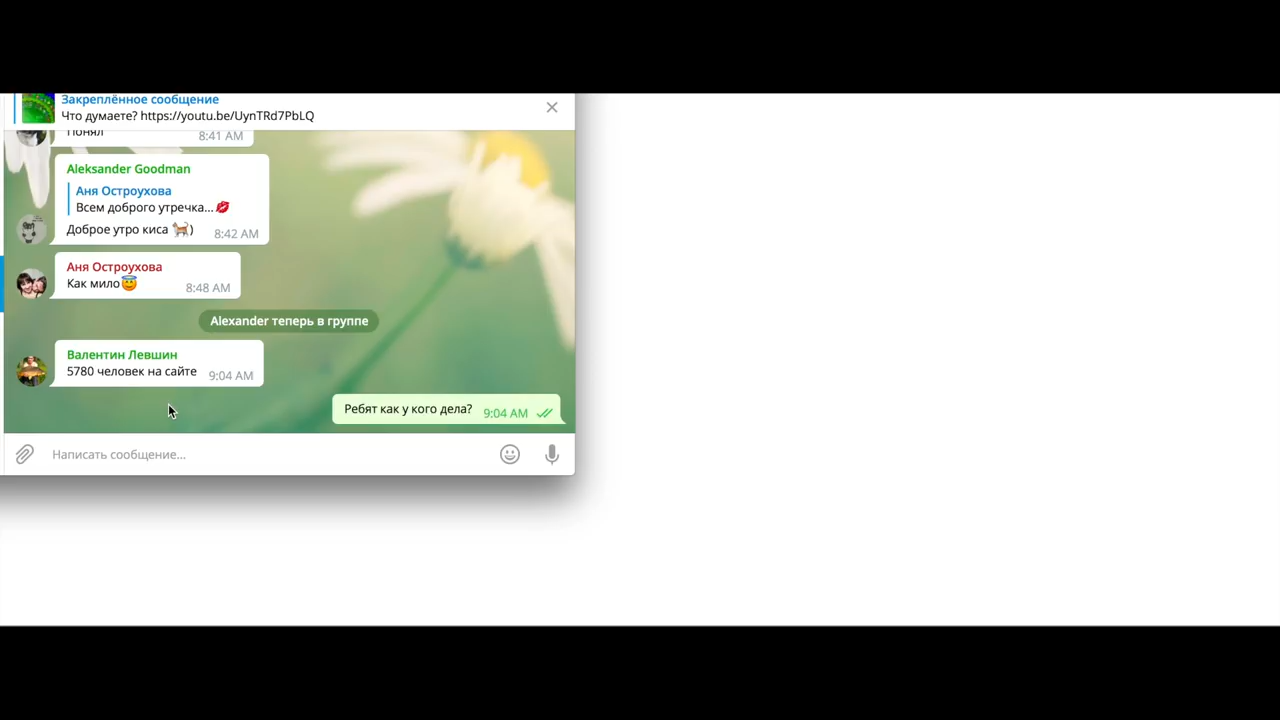 Закреплённое сообщение
Что думаете? https://youtu.be/UynTRd7PbLQ
Понял
8:41 AM
Aleksander Goodman
Аня Остроухова
Всем доброго утречка...💋
Доброе утро киса 🐈) 8:42 AM
Аня Остроухова
Как мило😇 8:48 AM
Alexander теперь в группе
Валентин Левшин
5780 человек на сайте 9:04 AM
Ребят как у кого дела? 9:04 AM
Написать сообщение...